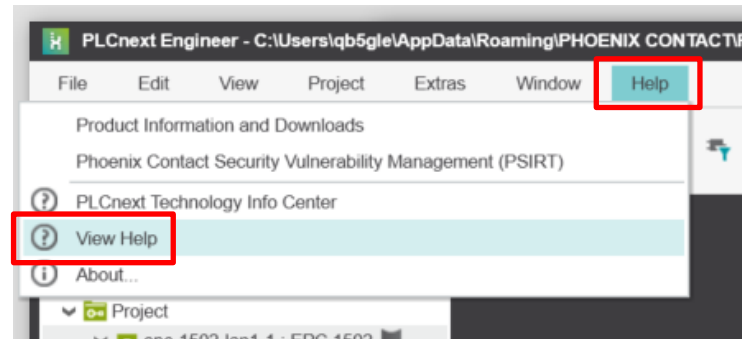 PLCnext Engineer - C:\Users\qb5gle\AppData\Roaming\PHOENIX CONTACT\
File Edit View Project Extras Window Help
Product Information and Downloads
Phoenix Contact Security Vulnerability Management (PSIRT)
PLCnext Technology Info Center
View Help
About...
Project